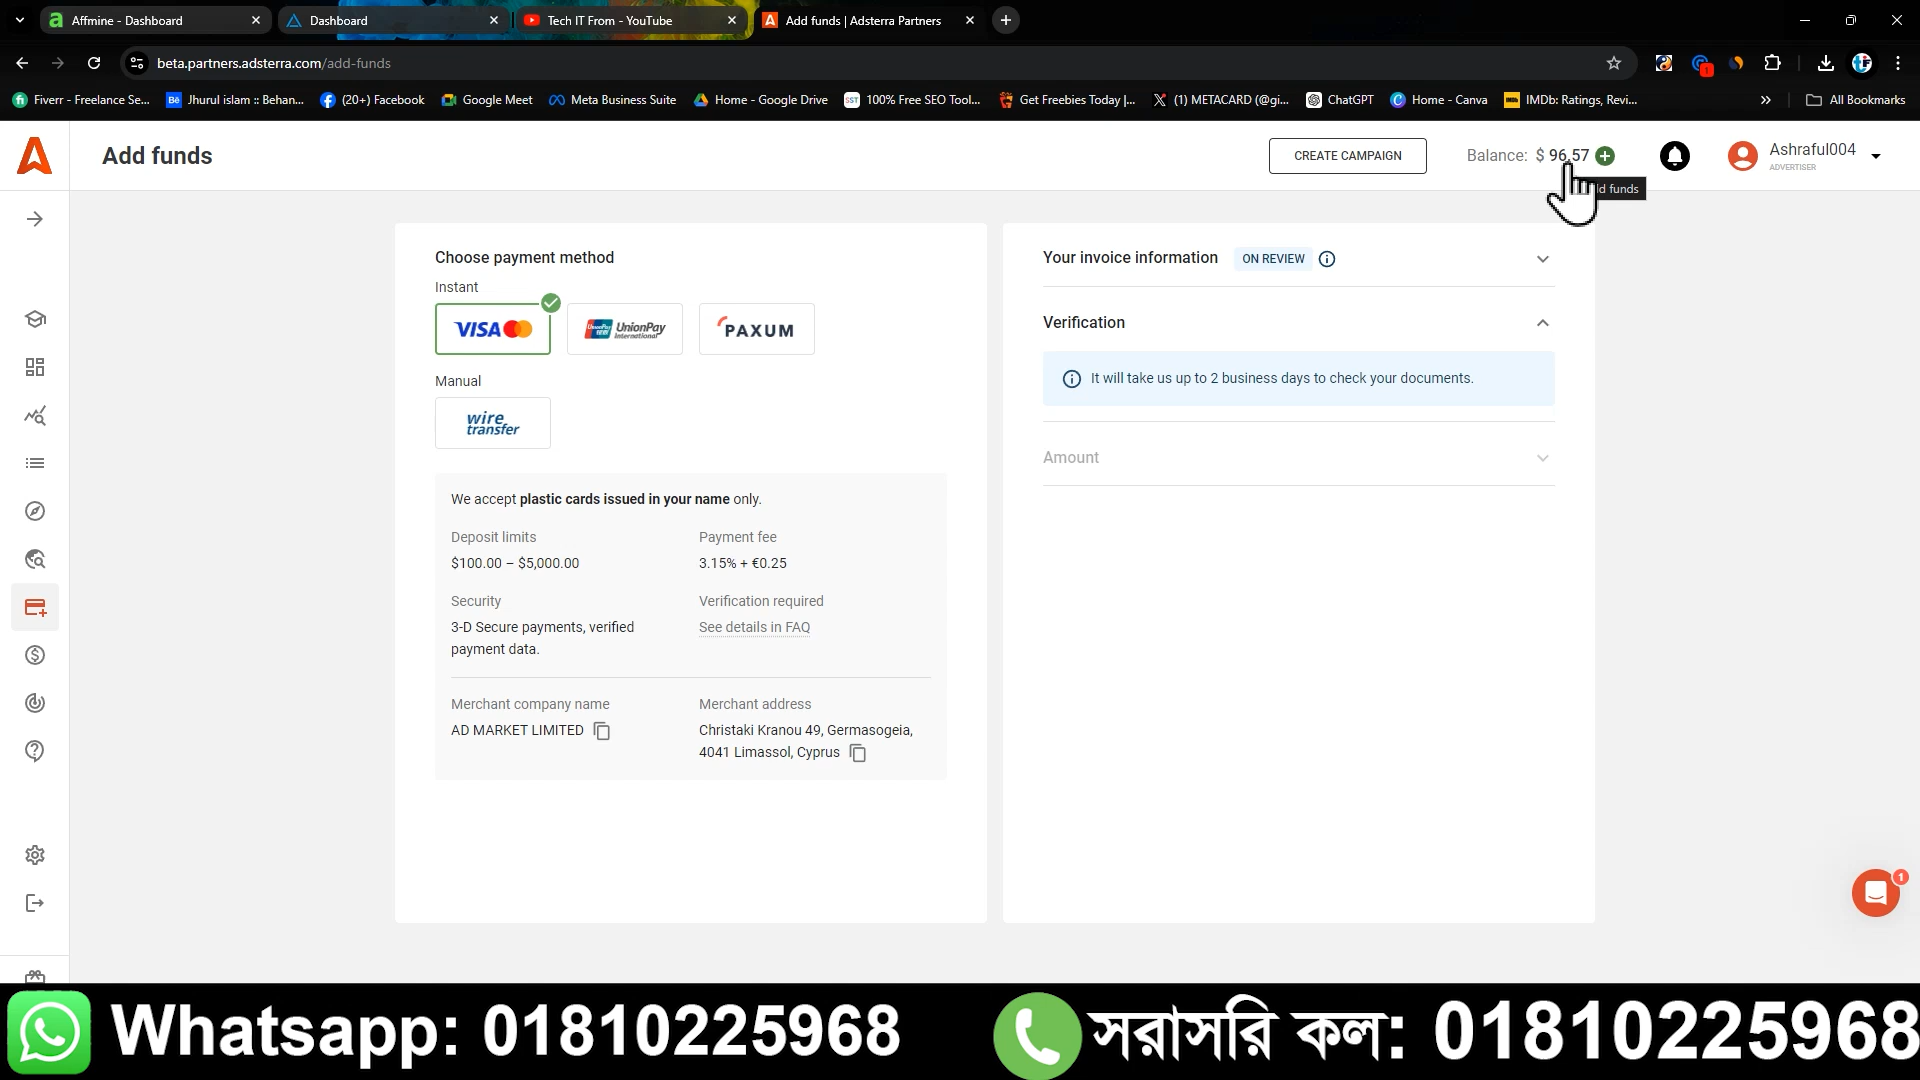 Affmine - Dashboard
Dashboard
Tech IT From - YouTube
Add funds | Adsterra Partners
beta.partners.adsterra.com/add-funds
Fiverr - Freelance Se...
Jhurul islam :: Behan...
(20+) Facebook
Google Meet
Meta Business Suite
Home - Google Drive
100% Free SEO Tool...
Get Freebies Today |...
(1) METACARD (@gi...
ChatGPT
Home - Canva
IMDb: Ratings, Revi...
All Bookmarks
Add funds
CREATE CAMPAIGN
Balance: $ 96.57
Ashraful004
ADVERTISER
funds
Choose payment method
Instant
VISA
UnionPay
International
PAXUM
Manual
wire
transfer
We accept plastic cards issued in your name only.
Deposit limits
$100.00 – $5,000.00
Payment fee
3.15% + €0.25
Security
3-D Secure payments, verified
payment data.
Verification required
See details in FAQ
Merchant company name
AD MARKET LIMITED
Merchant address
Christaki Kranou 49, Germasogeia,
4041 Limassol, Cyprus
Your invoice information ON REVIEW
Verification
It will take us up to 2 business days to check your documents.
Amount
1
Whatsapp: 01810225968
সরাসরি কল: 01810225968